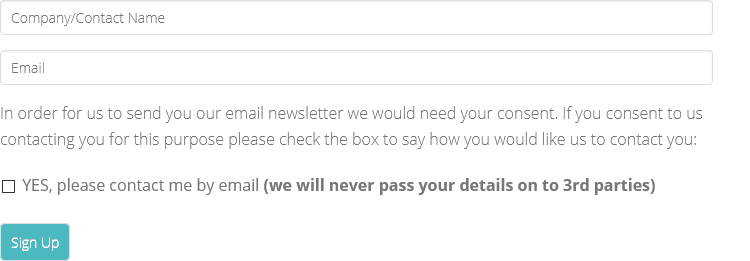 Company/Contact Name
Email
In order for us to send you our email newsletter we would need your consent. If you consent to us
contacting you for this purpose please check the box to say how you would like us to contact you:
YES, please contact me by email (we will never pass your details on to 3rd parties)
Sign Up